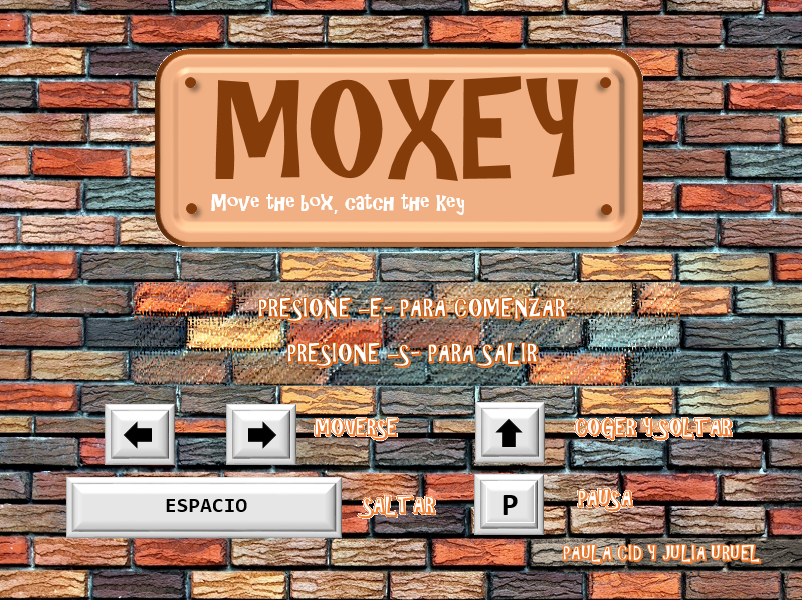 MOXEY
Move the box, catch the Key
PRESIONE -E- PARA COMENZAR
PRESIONE -S- PARA SALIR
MOVERSE
COGER Y SOLTAR
ESPACIO
SALTAR
P
PAUSA
PAULA CID Y JULIA URUEL